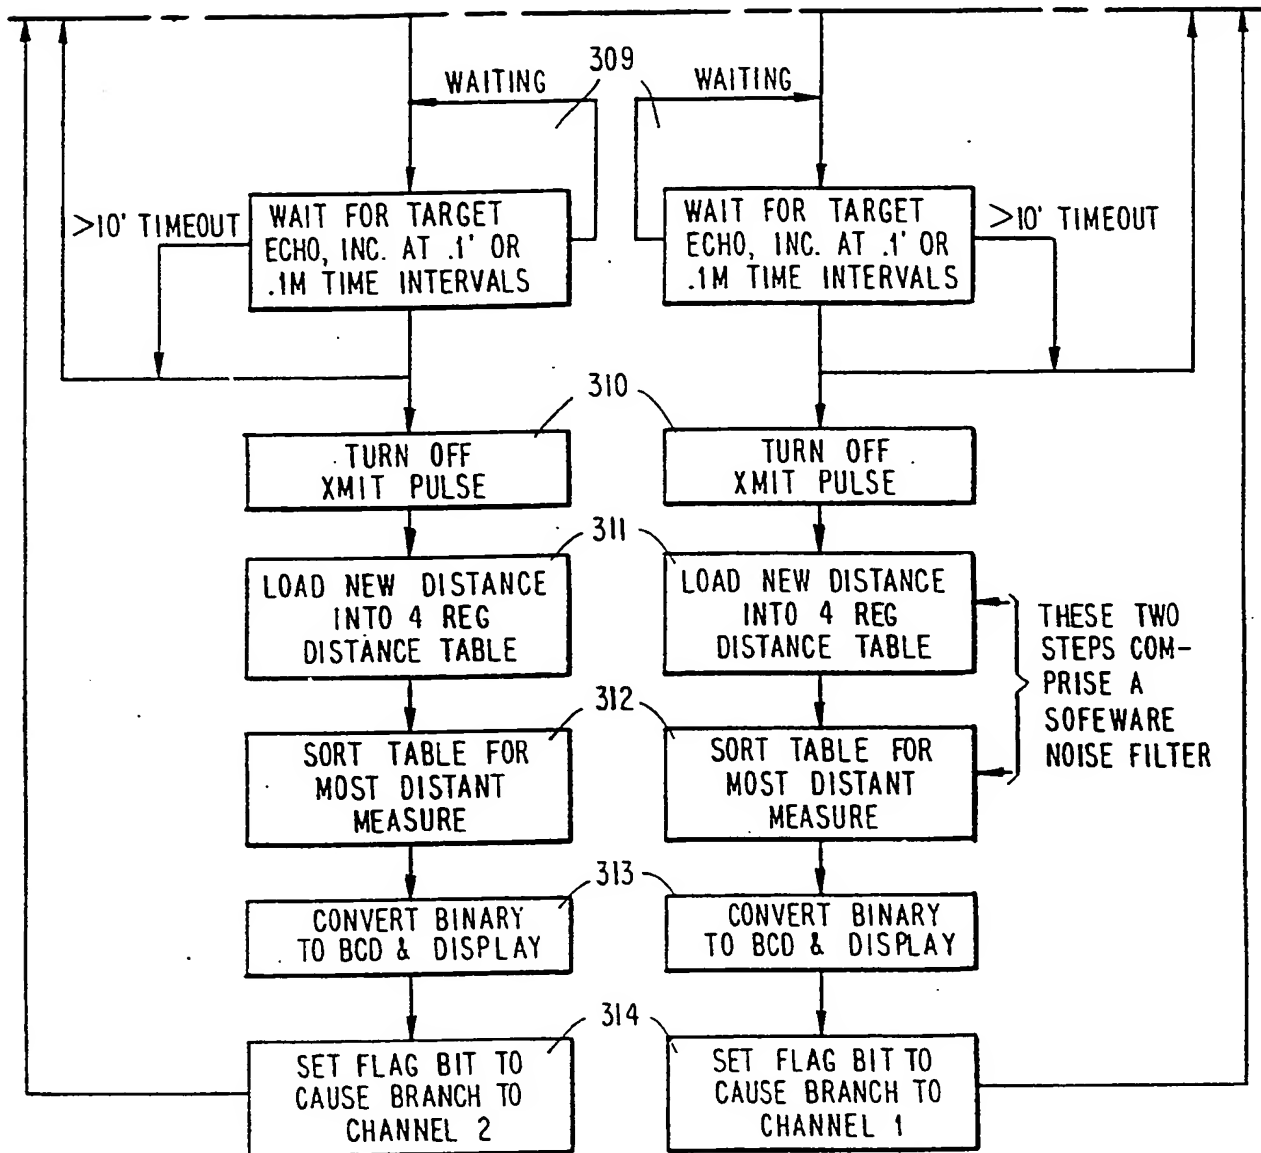 309
WAITING
WAITING
>10' TIMEOUT
WAIT FOR TARGET
ECHO, INC. AT .1' OR
.1M TIME INTERVALS
WAIT FOR TARGET
ECHO, INC. AT .1' OR
.1M TIME INTERVALS
>10' TIMEOUT
310
TURN OFF
XMIT PULSE
TURN OFF
XMIT PULSE
311
LOAD NEW DISTANCE
INTO 4 REG
DISTANCE TABLE
LOAD NEW DISTANCE
INTO 4 REG
DISTANCE TABLE
THESE TWO
STEPS COM-
PRISE A
SOFEWARE
NOISE FILTER
312
SORT TABLE FOR
MOST DISTANT
MEASURE
SORT TABLE FOR
MOST DISTANT
MEASURE
313
CONVERT BINARY
TO BCD & DISPLAY
CONVERT BINARY
TO BCD & DISPLAY
314
SET FLAG BIT TO
CAUSE BRANCH TO
CHANNEL 2
SET FLAG BIT TO
CAUSE BRANCH TO
CHANNEL 1